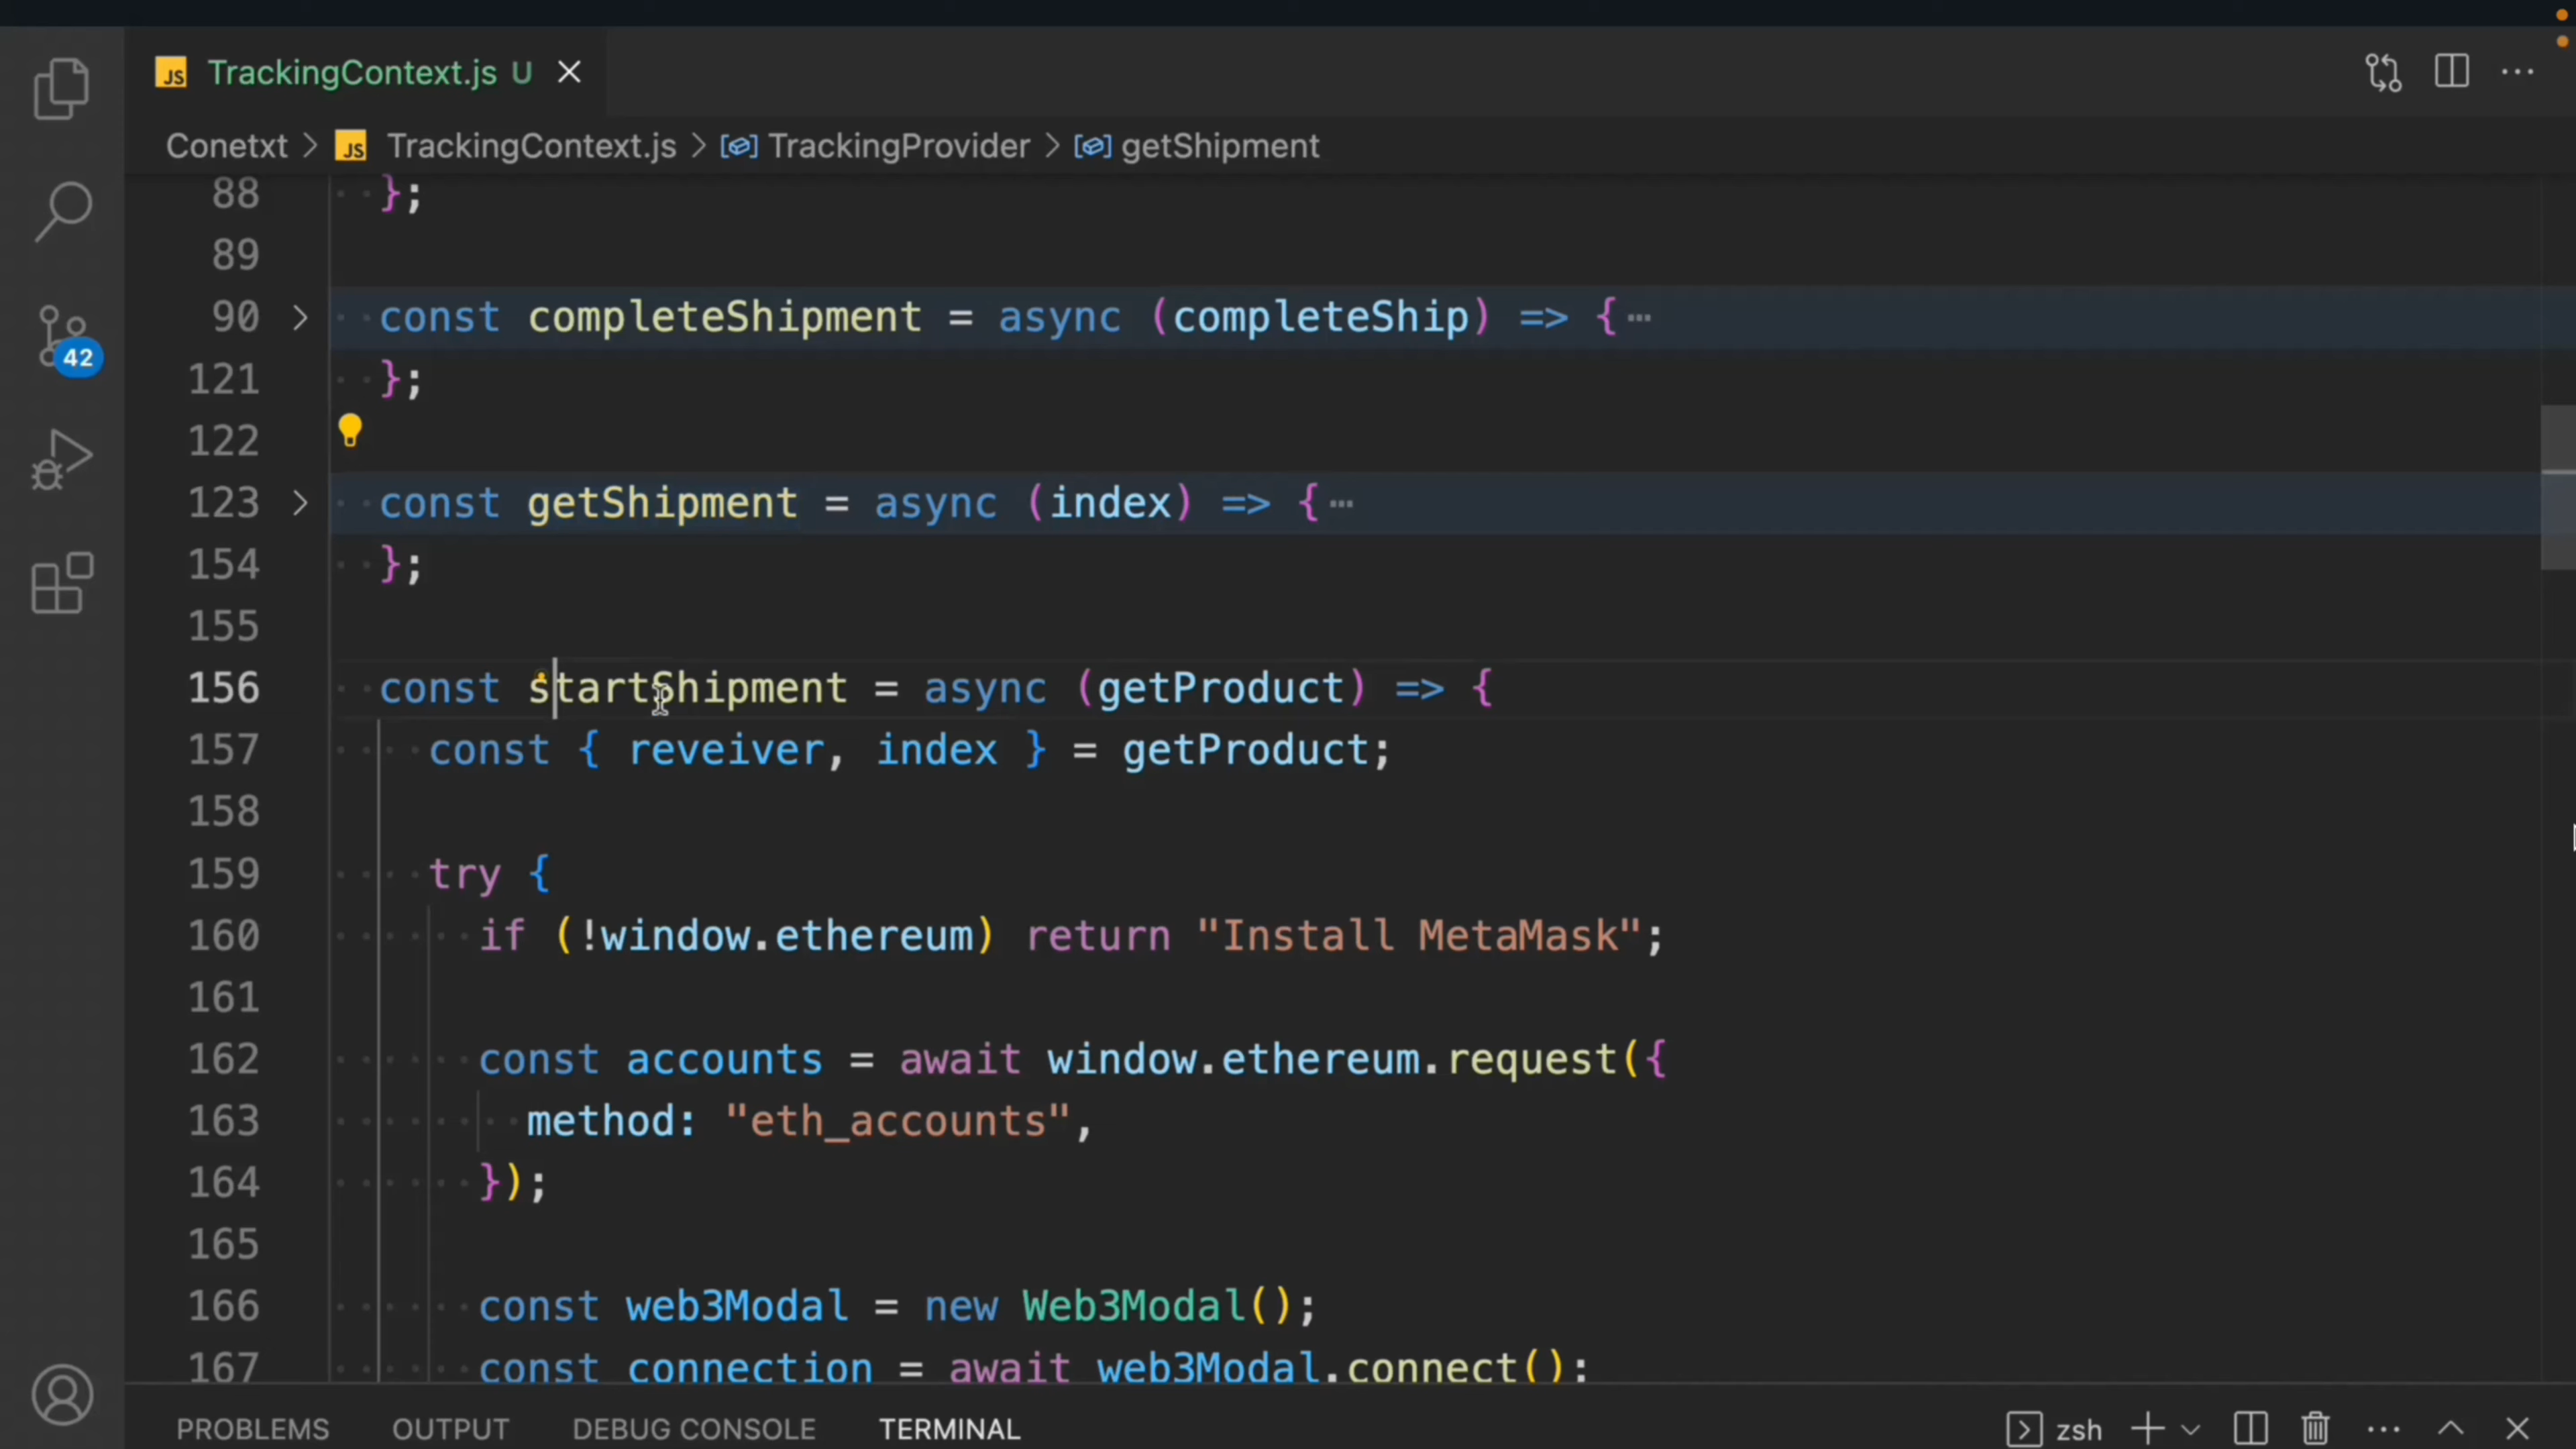 JS TrackingContext.js U
Conetxt > JS TrackingContext.js > TrackingProvider > getShipment
88 };
89
90 const completeShipment = async (completeShip) => {…
121 };
122
123 const getShipment = async (index) => {…
154 };
155
156 const startShipment = async (getProduct) => {
157 const { reveiver, index } = getProduct;
158
159 try {
160 if (!window.ethereum) return "Install MetaMask";
161
162 const accounts = await window.ethereum.request({
163 method: "eth_accounts",
164 });
165
166 const web3Modal = new Web3Modal();
167 const connection = await web3Modal.connect();
42
PROBLEMS OUTPUT DEBUG CONSOLE TERMINAL zsh